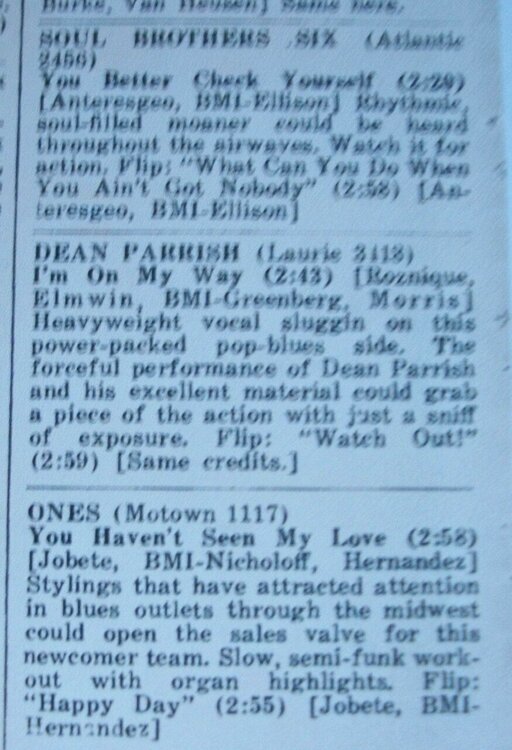 Burke, Van Heusen] Same here.
SOUL BROTHERS SIX (Atlantic
2456)
You Better Check Yourself (2:20)
[Anteresgeo, BMI-Ellison] Rhythmic,
soul-filled moaner could be heard
throughout the airwaves. Watch it for
action. Flip: "What Can You Do When
You Ain't Got Nobody" (2:58) [An-
teresgeo, BMI-Ellison]
DEAN PARRISH (Laurie 3418)
I'm On My Way (2:43) [Roznique,
Elmwin, BMI-Greenberg, Morris]
Heavyweight vocal sluggin on this
power-packed pop-blues side. The
forceful performance of Dean Parrish
and his excellent material could grab
a piece of the action with just a sniff
of exposure. Flip: "Watch Out!"
(2:59) [Same credits.]
ONES (Motown 1117)
You Haven't Seen My Love (2:58)
[Jobete, BMI-Nicholoff, Hernandez]
Stylings that have attracted attention
in blues outlets through the midwest
could open the sales valve for this
newcomer team. Slow, semi-funk work-
out with organ highlights. Flip:
"Happy Day" (2:55) [Jobete, BMI-
Hernandez]